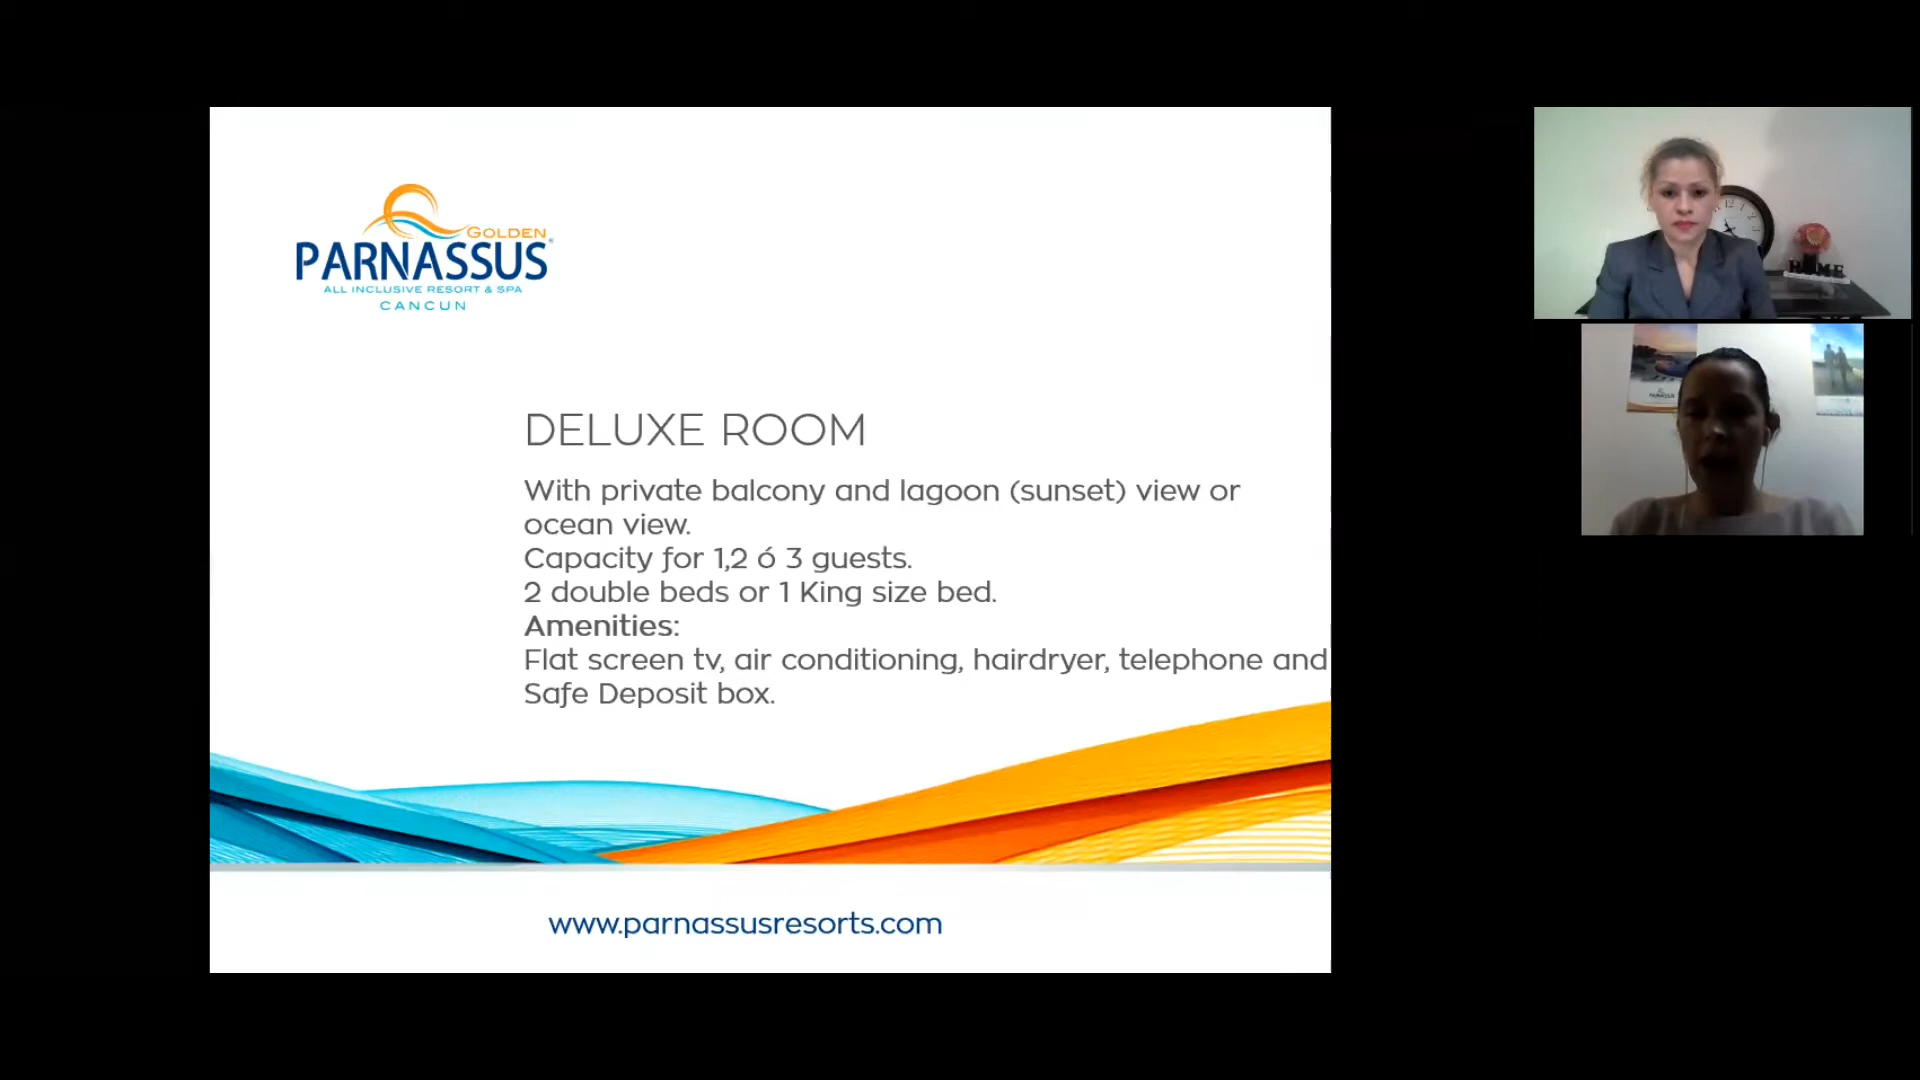 GOLDEN
PARNASSUS®
ALL INCLUSIVE RESORT & SPA
CANCUN
DELUXE ROOM
With private balcony and lagoon (sunset) view or
ocean view.
Capacity for 1,2 ó 3 guests.
2 double beds or 1 King size bed.
Amenities:
Flat screen tv, air conditioning, hairdryer, telephone and
Safe Deposit box.
www.parnassusresorts.com
HOME
PARNASSUS